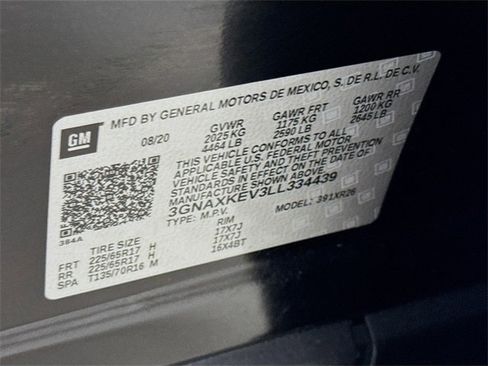 GM
MFD BY GENERAL MOTORS DE MEXICO, S. DE R.L. DE C.V.
08/20 GVWR GAWR FRT GAWR RR
2025 KG 1175 KG 1200 KG
4464 LB 2590 LB 2645 LB
THIS VEHICLE CONFORMS TO ALL
APPLICABLE U.S. FEDERAL MOTOR
VEHICLE SAFETY AND THEFT PREVENTION
STANDARDS IN EFFECT ON THE DATE OF
MANUFACTURE SHOWN ABOVE.
3GNAXKEV3LL334439
TYPE: M.P.V. MODEL: 391XR26
384A
TIRE SIZE RIM
FRT 225/65R17 H 17X7J
RR 225/65R17 H 17X7J
SPA T135/70R16 M 16X4BT